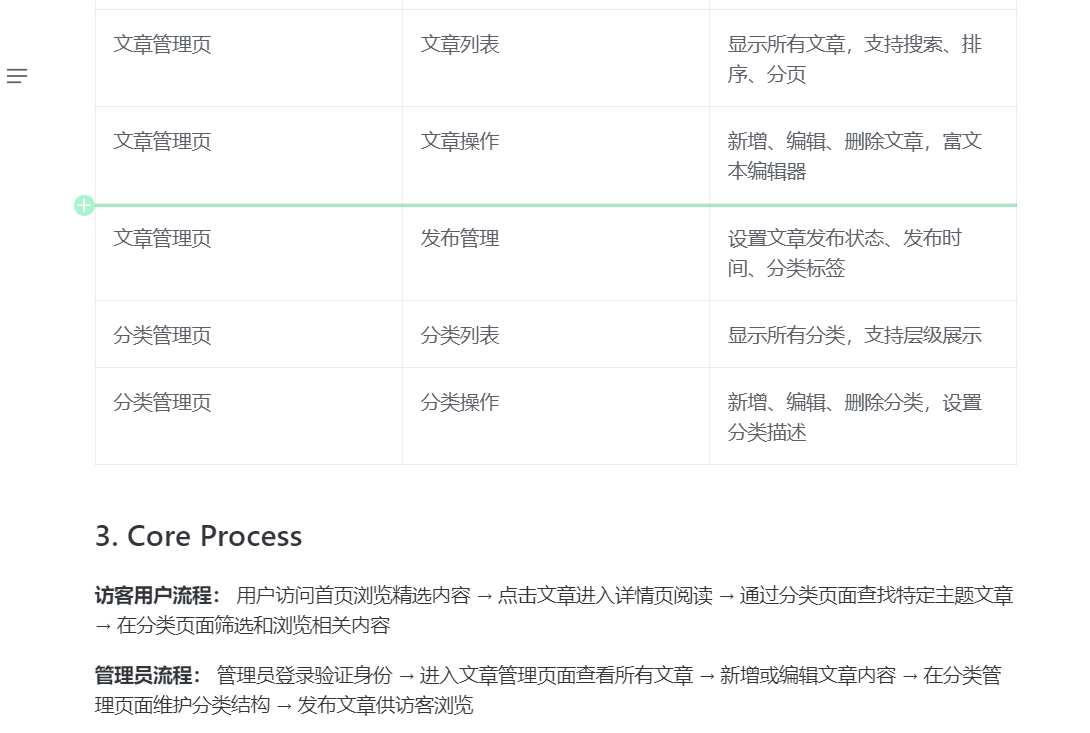 文章管理页 文章列表 显示所有文章，支持搜索、排
序、分页
文章管理页 文章操作 新增、编辑、删除文章，富文
本编辑器
文章管理页 发布管理 设置文章发布状态、发布时
间、分类标签
分类管理页 分类列表 显示所有分类，支持层级展示
分类管理页 分类操作 新增、编辑、删除分类，设置
分类描述
3. Core Process
访客用户流程： 用户访问首页浏览精选内容 → 点击文章进入详情页阅读 → 通过分类页面查找特定主题文章
→ 在分类页面筛选和浏览相关内容
管理员流程： 管理员登录验证身份 → 进入文章管理页面查看所有文章 → 新增或编辑文章内容 → 在分类管
理页面维护分类结构 → 发布文章供访客浏览